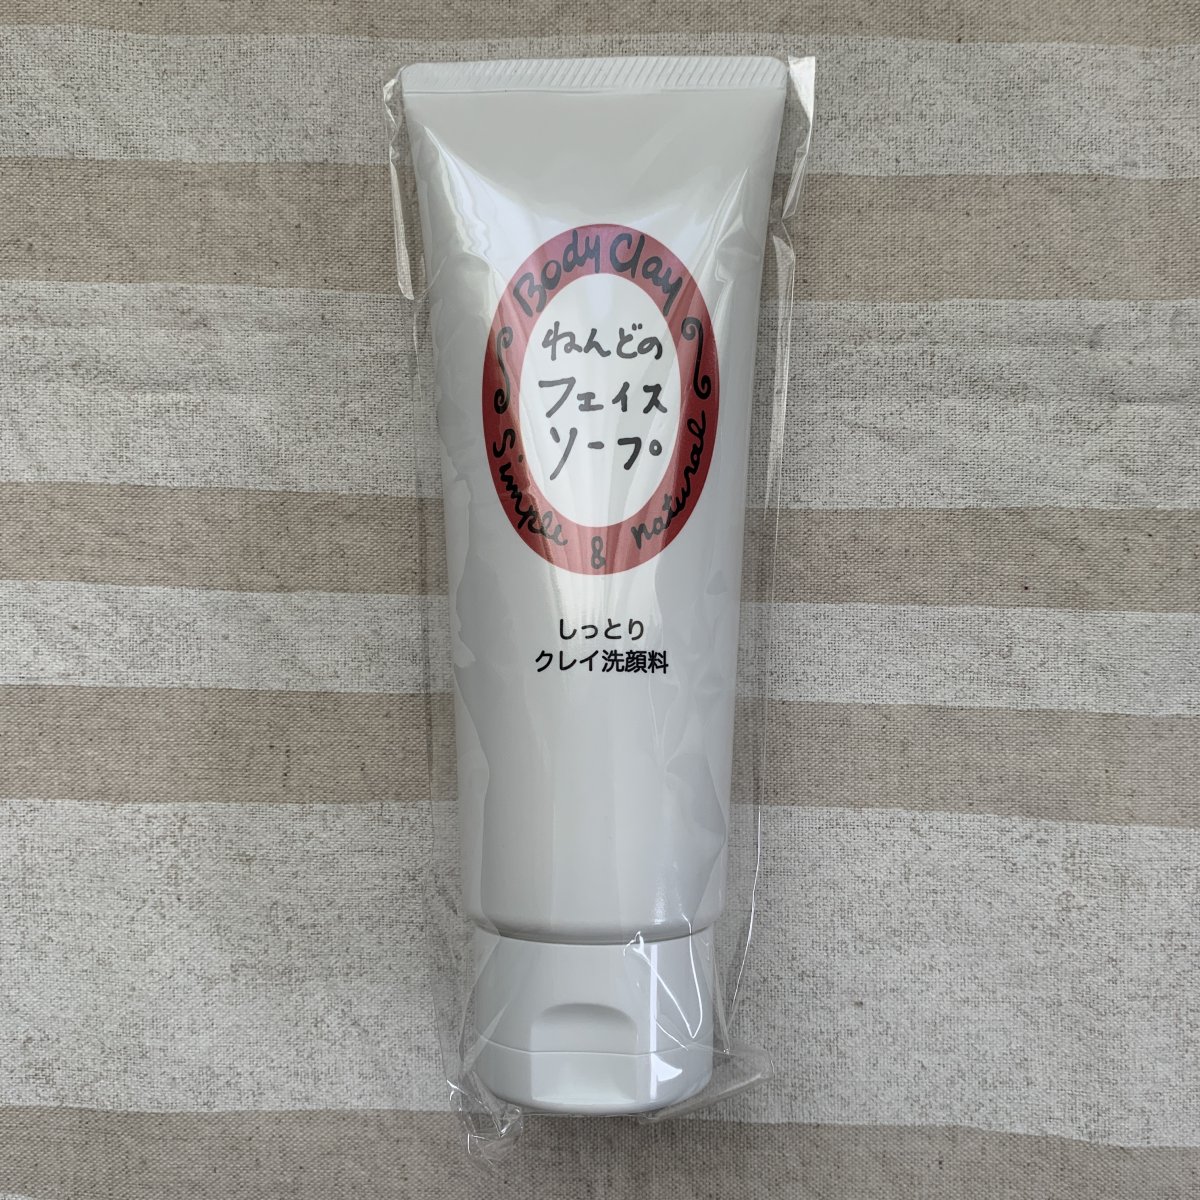 Body Clay
ねんどの
フェイス
ソープ
Simple & natural
しっとり
クレイ洗顔料